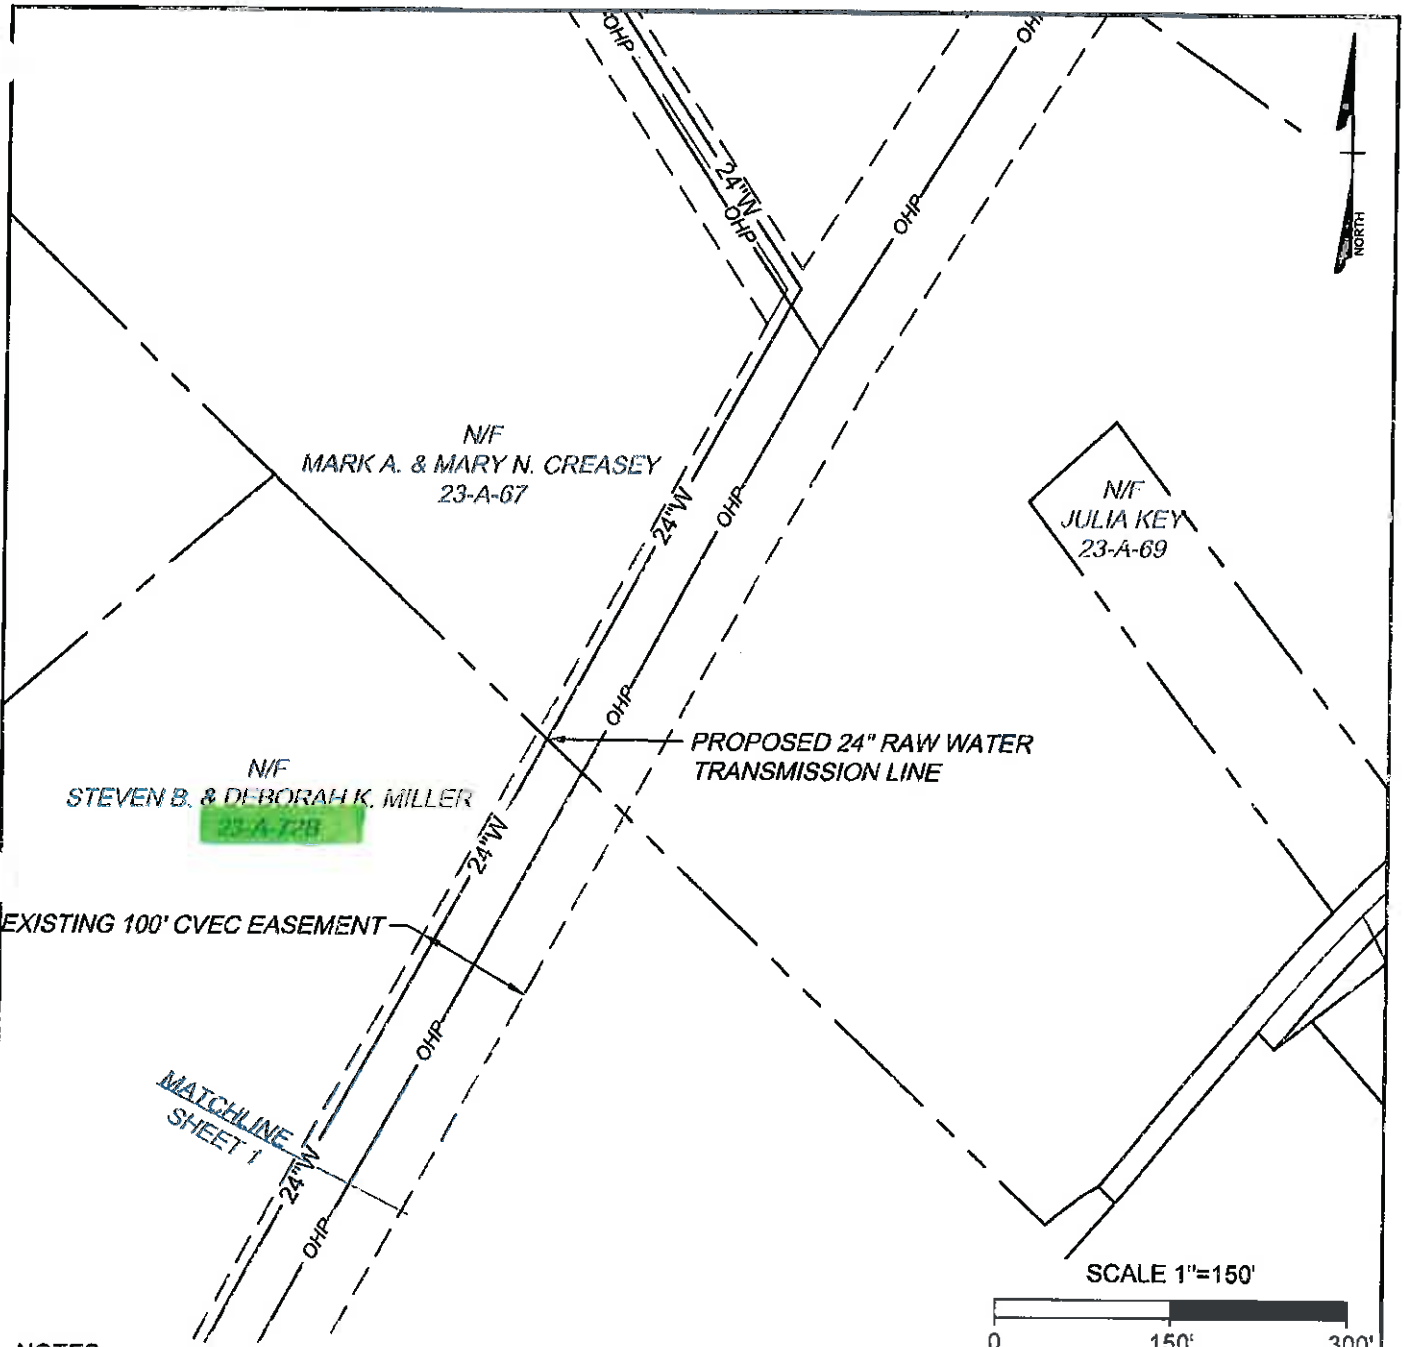 OHP
OHP
24"W
OHP
OHP
NORTH
N/F
MARK A. & MARY N. CREASEY
23-A-67
24"W
OHP
N/F
JULIA KEY
23-A-69
OHP
PROPOSED 24" RAW WATER
TRANSMISSION LINE
N/F
STEVEN B. & DEBORAH K. MILLER
23-A-72B
24"W
EXISTING 100' CVEC EASEMENT
OHP
MATCHLINE
SHEET 1
24"W
OHP
SCALE 1"=150'
0 150' 300'
NOTES